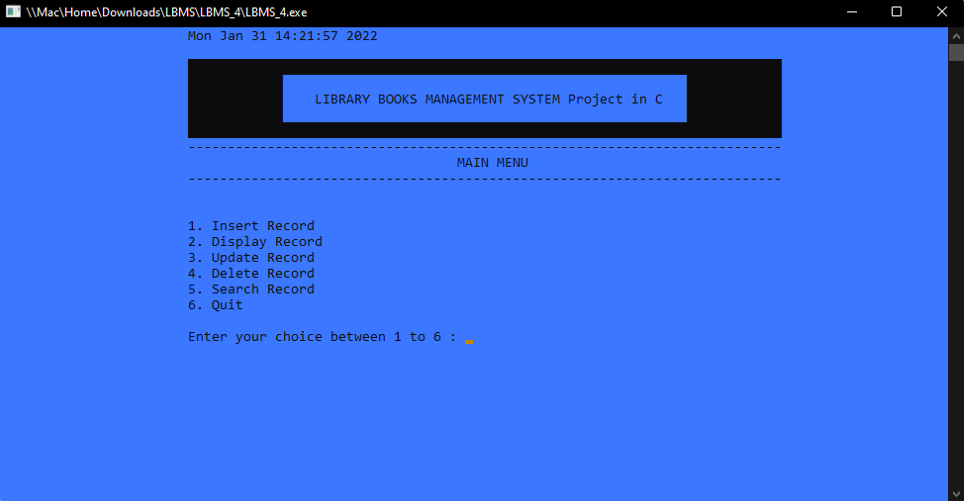 \\Mac\Home\Downloads\LBMS\LBMS_4\LBMS_4.exe
Mon Jan 31 14:21:57 2022
LIBRARY BOOKS MANAGEMENT SYSTEM Project in C
---------------------------------------------------------------------------
MAIN MENU
---------------------------------------------------------------------------
1. Insert Record
2. Display Record
3. Update Record
4. Delete Record
5. Search Record
6. Quit
Enter your choice between 1 to 6 :